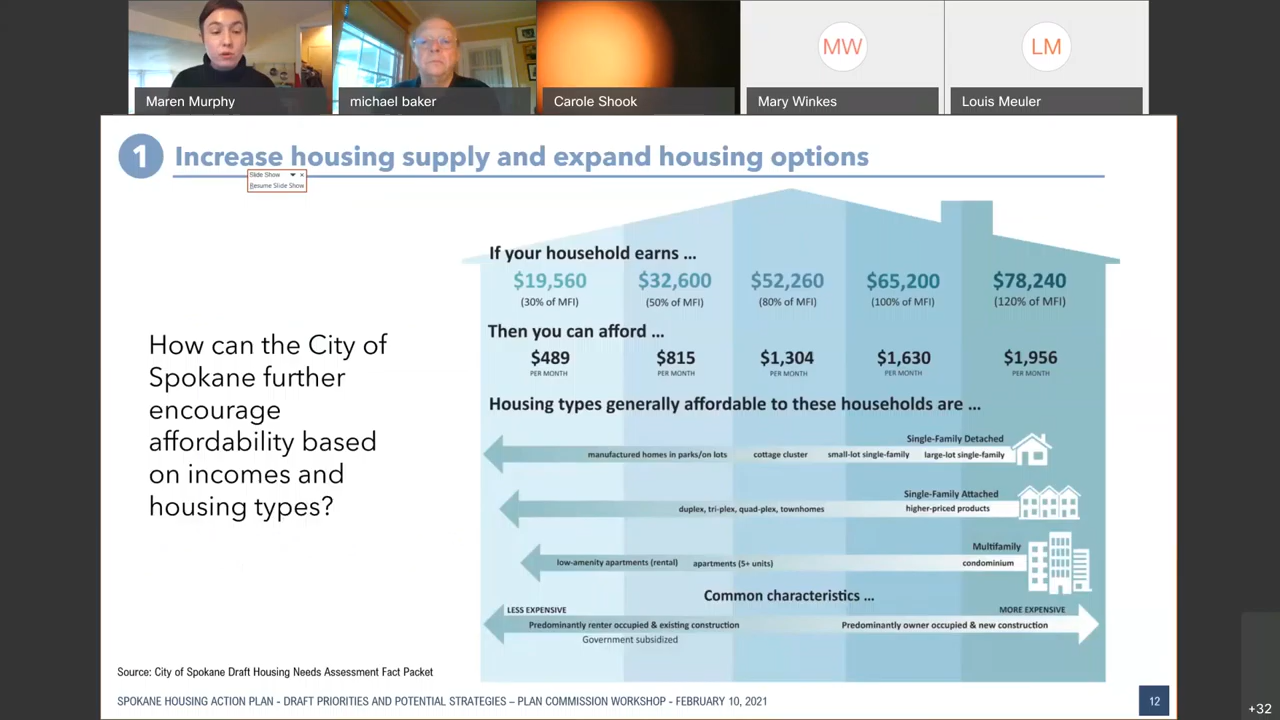 MW
LM
Maren Murphy
michael baker
Carole Shook
Mary Winkes
Louis Meuler
1
Increase housing supply and expand housing options
Slide Show
Resume Slide Show
If your household earns ...
$19,560
$32,600
$52,260
$65,200
$78,240
(30% of MFI)
(50% of MFI)
(80% of MFI)
(100% of MFI)
(120% of MFI)
Then you can afford ...
$489
$815
$1,304
$1,630
$1,956
PER MONTH
PER MONTH
PER MONTH
PER MONTH
PER MONTH
How can the City of
Spokane further
encourage
affordability based
on incomes and
housing types?
Housing types generally affordable to these households are ...
Single-Family Detached
manufactured homes in parks/on lots
cottage cluster
small-lot single-family
large-lot single-family
Single-Family Attached
duplex, tri-plex, quad-plex, townhomes
higher-priced products
Multifamily
low-amenity apartments (rental)
apartments (5+ units)
condominium
Common characteristics ...
LESS EXPENSIVE
MORE EXPENSIVE
Predominantly renter occupied & existing construction
Predominantly owner occupied & new construction
Government subsidized
Source: City of Spokane Draft Housing Needs Assessment Fact Packet
SPOKANE HOUSING ACTION PLAN - DRAFT PRIORITIES AND POTENTIAL STRATEGIES – PLAN COMMISSION WORKSHOP - FEBRUARY 10, 2021
12
+32